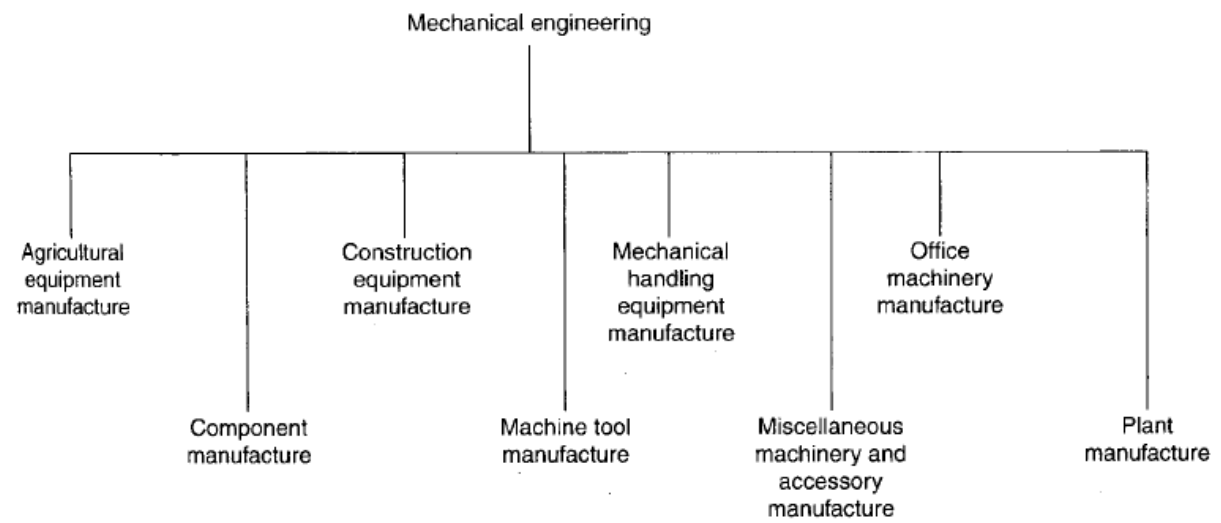 Mechanical engineering
Agricultural
equipment
manufacture
Construction
equipment
manufacture
Mechanical
handling
equipment
manufacture
Office
machinery
manufacture
Component
manufacture
Machine tool
manufacture
Miscellaneous
machinery and
accessory
manufacture
Plant
manufacture